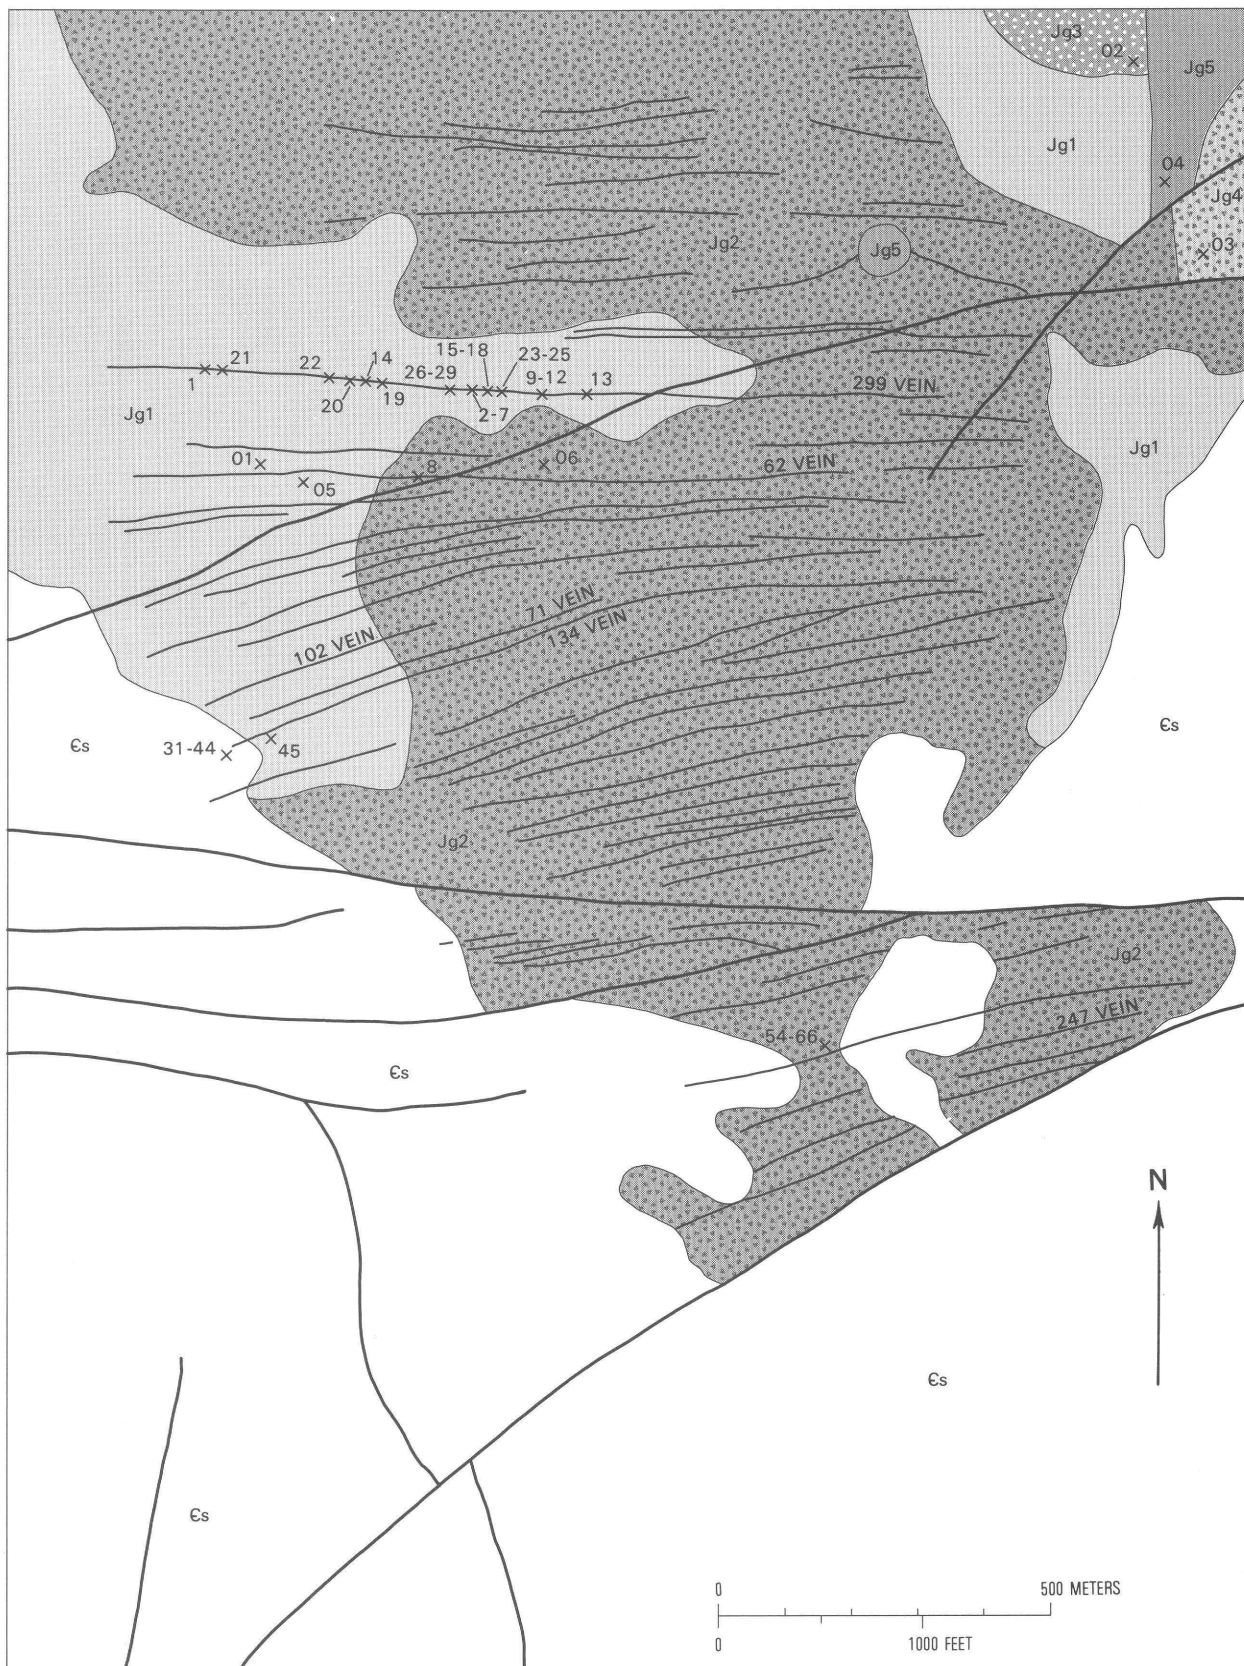 Jg3
02
Jg5
Jg1
04
Jg4
03
Jg2
Jg5
15-18
23-25
21
14
22
26-29
9-12
13
1
20
19
2-7
299 VEIN
Jg1
Jg1
01
8
06
62 VEIN
05
71 VEIN
134 VEIN
102 VEIN
Єs
31-44
45
Єs
Jg2
Jg2
247 VEIN
54-66
Єs
N
Єs
Єs
0 500 METERS
0 1000 FEET